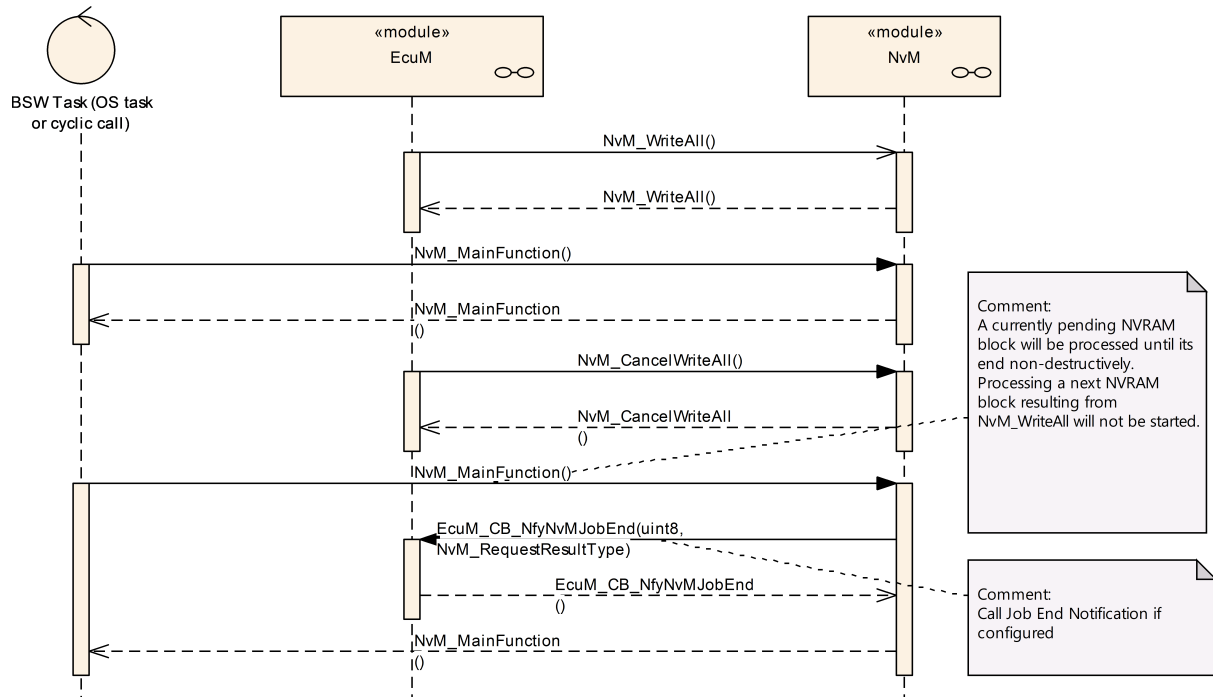 «module»
EcuM
«module»
NvM
BSW Task (OS task
or cyclic call)
NvM_WriteAll()
NvM_WriteAll()
NvM_MainFunction()
NvM_MainFunction
()
NvM_CancelWriteAll()
NvM_CancelWriteAll
()
NvM_MainFunction()
Comment:
A currently pending NVRAM
block will be processed until its
end non-destructively.
Processing a next NVRAM
block resulting from
NvM_WriteAll will not be started.
EcuM_CB_NfyNvMJobEnd(uint8,
NvM_RequestResultType)
EcuM_CB_NfyNvMJobEnd
()
Comment:
Call Job End Notification if
configured
NvM_MainFunction
()